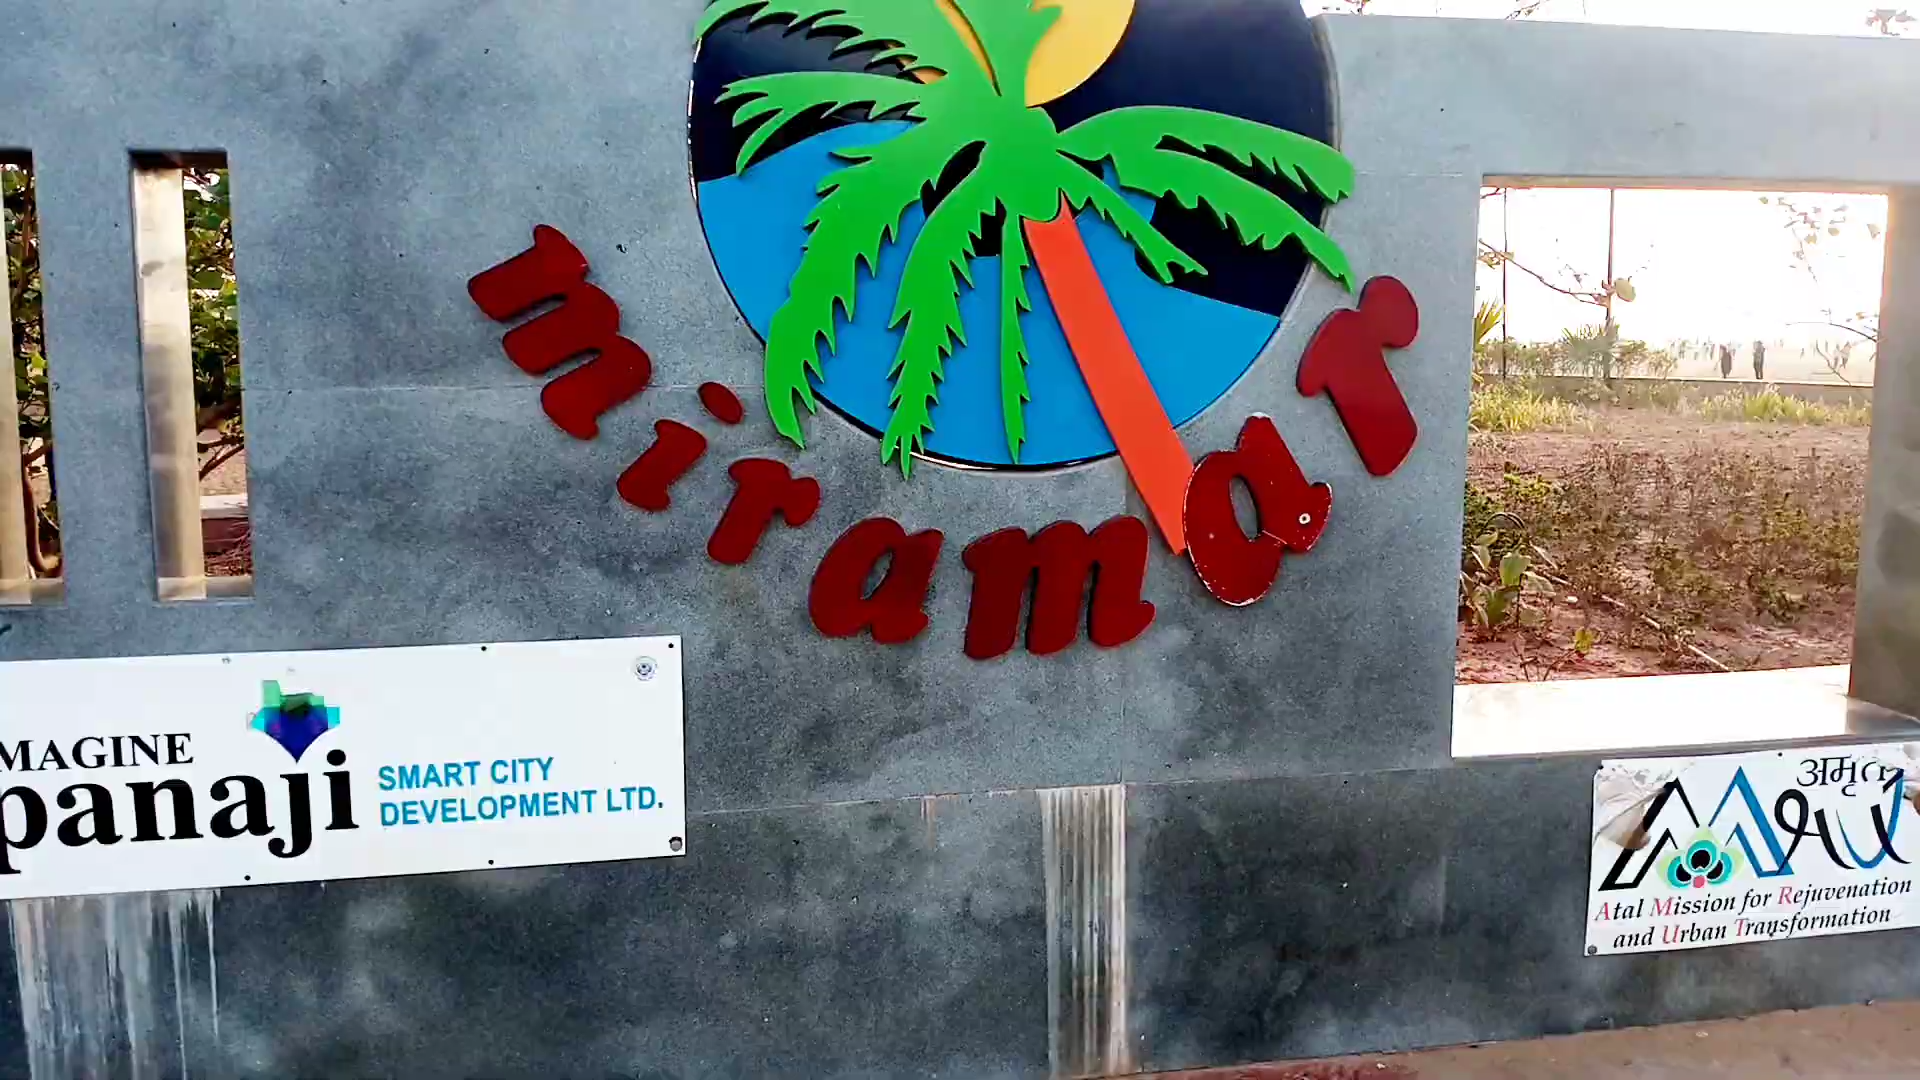 miramar
MAGINE
panaji
SMART CITY
DEVELOPMENT LTD.
अमृत
Atal Mission for Rejuvenation
and Urban Transformation